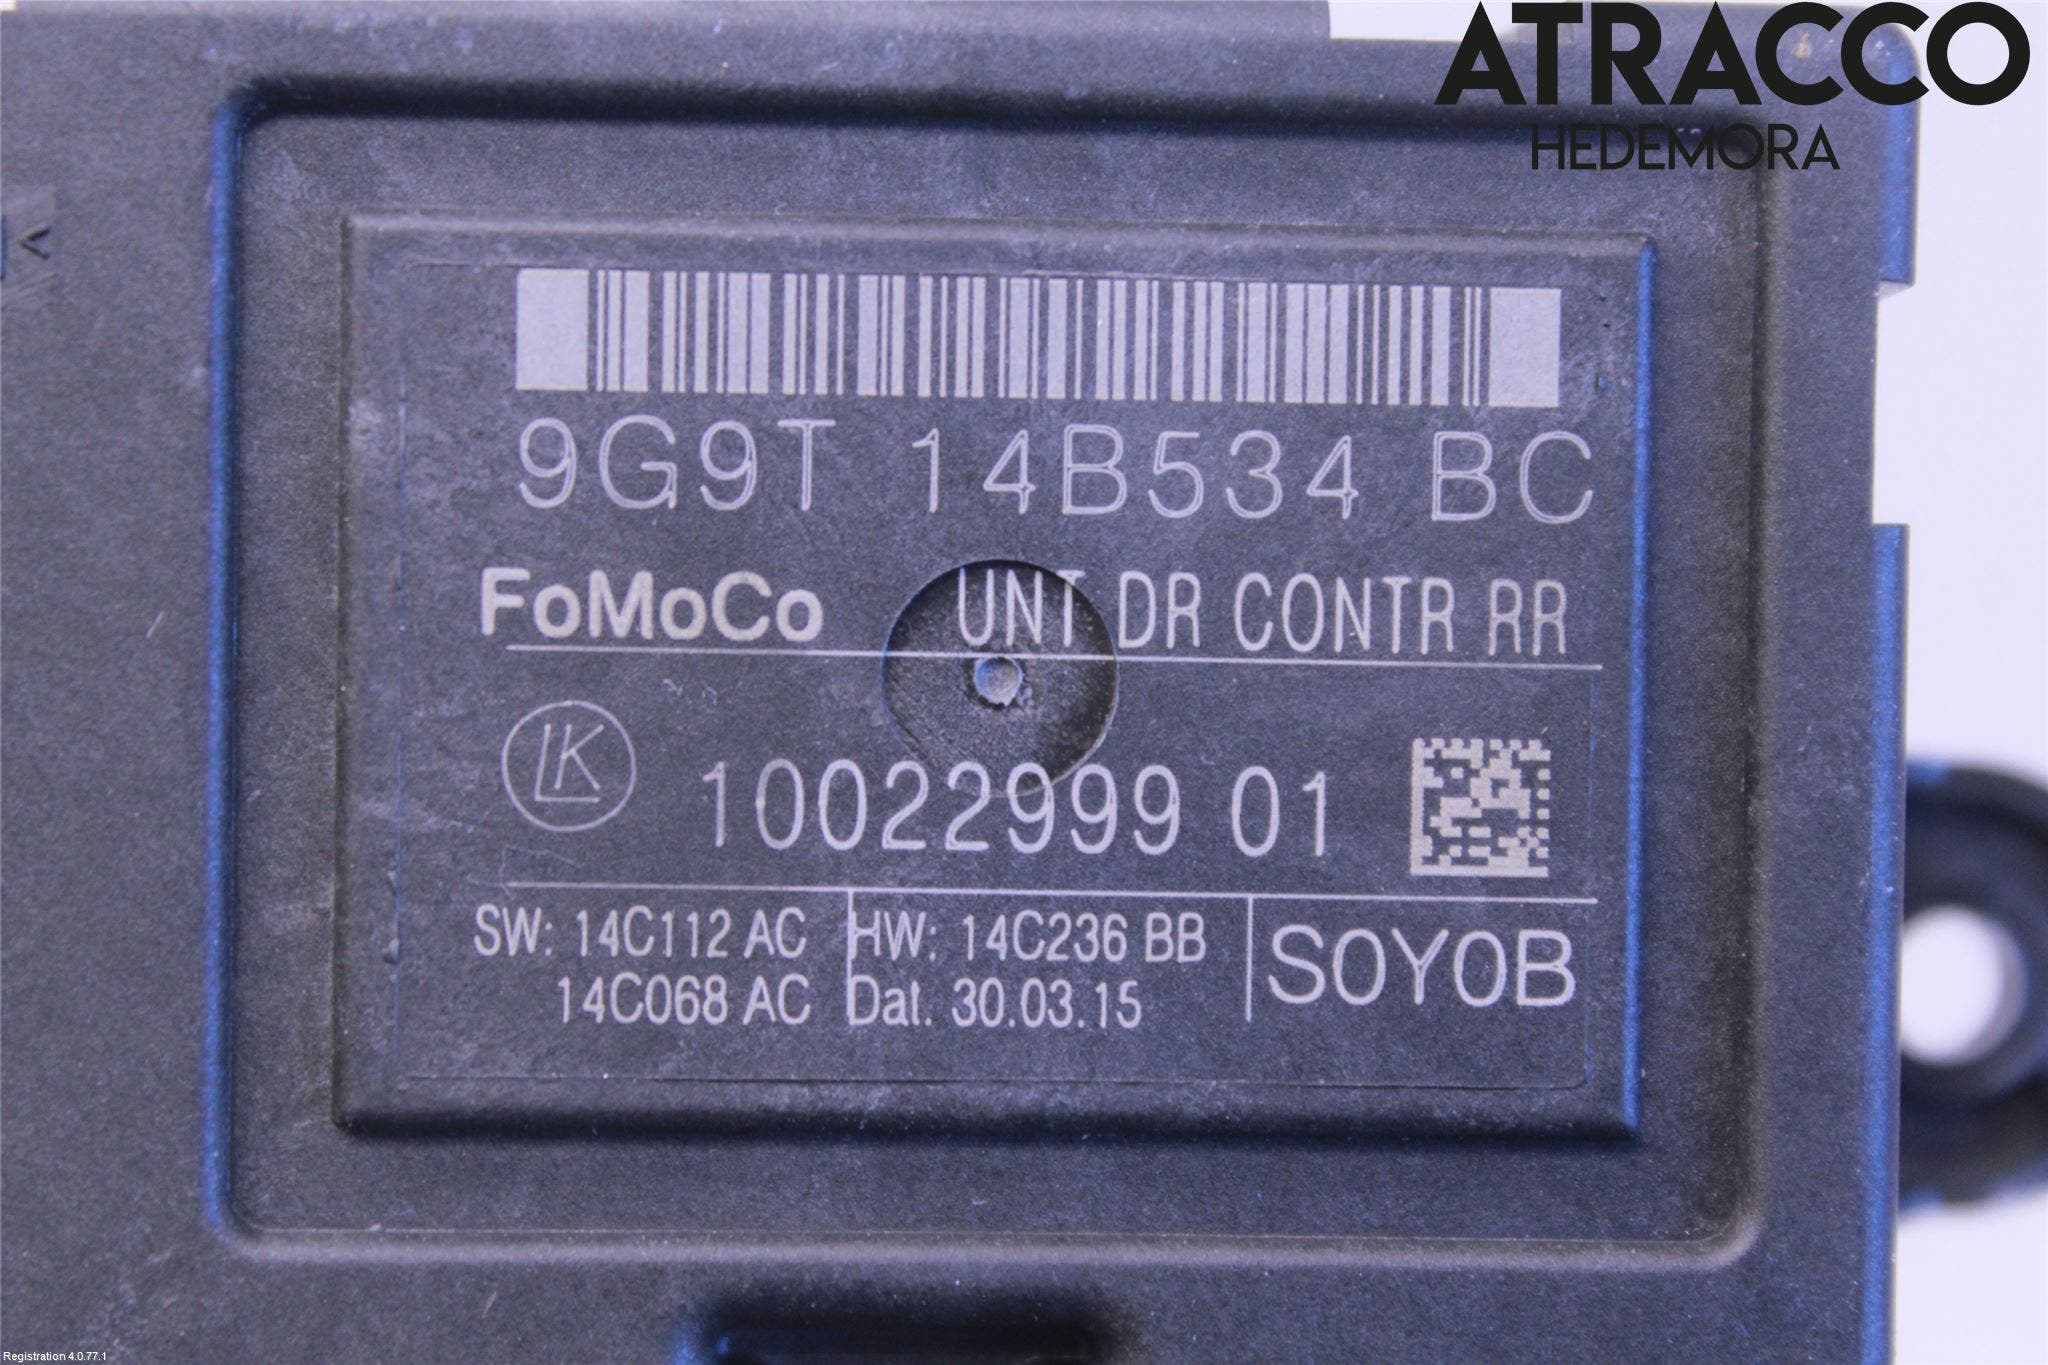 ATRACCO
HEDEMORA
9G9T 14B534 BC
FoMoCo UNT DR CONTR RR
LK 10022999 01
SW: 14C112 AC HW: 14C236 BB S0Y0B
14C068 AC Dat. 30.03.15
Registration 4.0.77.1